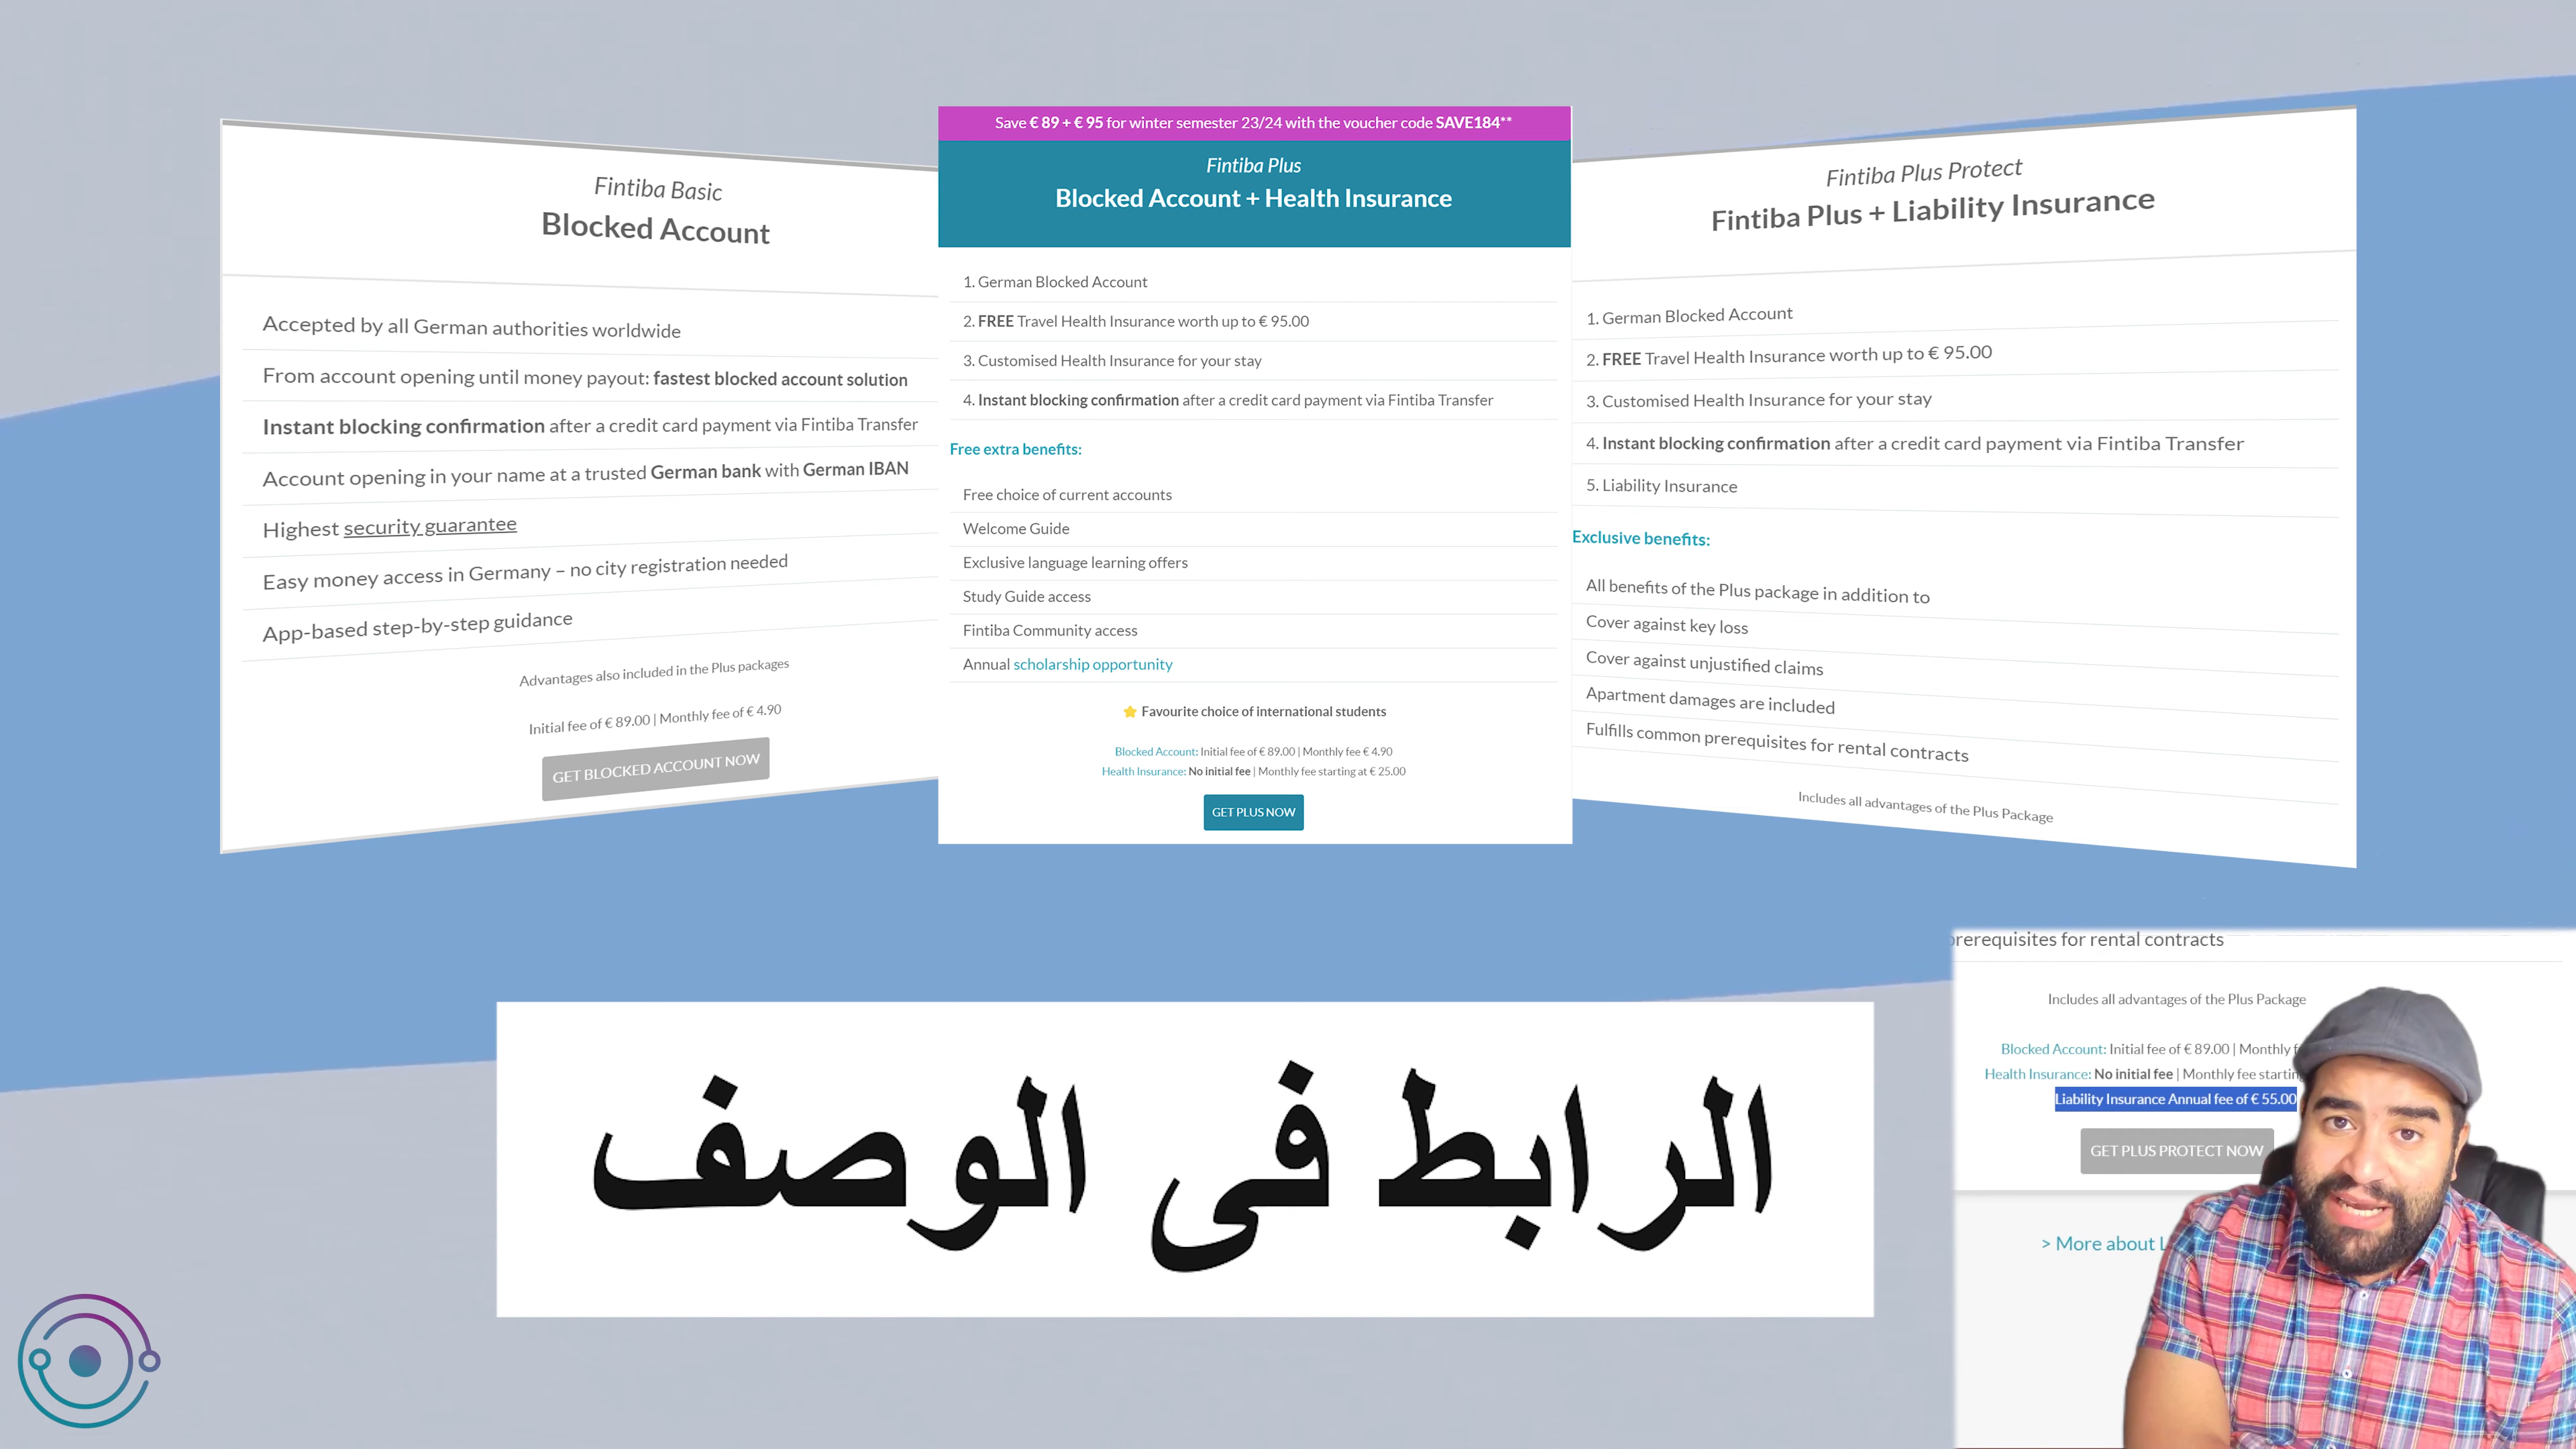 Fintiba Basic
Blocked Account
Accepted by all German authorities worldwide
From account opening until money payout: fastest blocked account solution
Instant blocking confirmation after a credit card payment via Fintiba Transfer
Account opening in your name at a trusted German bank with German IBAN
Highest security guarantee
Easy money access in Germany – no city registration needed
App-based step-by-step guidance
Advantages also included in the Plus packages
Initial fee of € 89.00 | Monthly fee of € 4.90
GET BLOCKED ACCOUNT NOW
Save € 89 + € 95 for winter semester 23/24 with the voucher code SAVE184**
Fintiba Plus
Blocked Account + Health Insurance
1. German Blocked Account
2. FREE Travel Health Insurance worth up to € 95.00
3. Customised Health Insurance for your stay
4. Instant blocking confirmation after a credit card payment via Fintiba Transfer
Free extra benefits:
Free choice of current accounts
Welcome Guide
Exclusive language learning offers
Study Guide access
Fintiba Community access
Annual scholarship opportunity
Favourite choice of international students
Blocked Account: Initial fee of € 89.00 | Monthly fee € 4.90
Health Insurance: No initial fee | Monthly fee starting at € 25.00
GET PLUS NOW
Fintiba Plus Protect
Fintiba Plus + Liability Insurance
1. German Blocked Account
2. FREE Travel Health Insurance worth up to € 95.00
3. Customised Health Insurance for your stay
4. Instant blocking confirmation after a credit card payment via Fintiba Transfer
5. Liability Insurance
Exclusive benefits:
All benefits of the Plus package in addition to
Cover against key loss
Cover against unjustified claims
Apartment damages are included
Fulfills common prerequisites for rental contracts
Includes all advantages of the Plus Package
الرابط فى الوصف
prerequisites for rental contracts
Includes all advantages of the Plus Package
Blocked Account: Initial fee of € 89.00 | Monthly
Health Insurance: No initial fee | Monthly fee
Liability Insurance Annual fee of € 55.00
GET PLUS PROTECT NOW
> More about